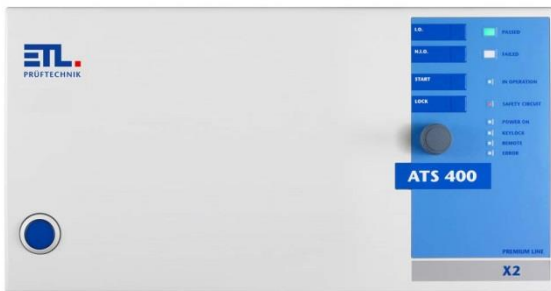 ETL.
PRÜFTECHNIK
I.O.
N.I.O.
START
LOCK
PASSED
FAILED
IN OPERATION
SAFETY CIRCUIT
POWER ON
KEYLOCK
REMOTE
ERROR
ATS 400
PREMIUM LINE
X2